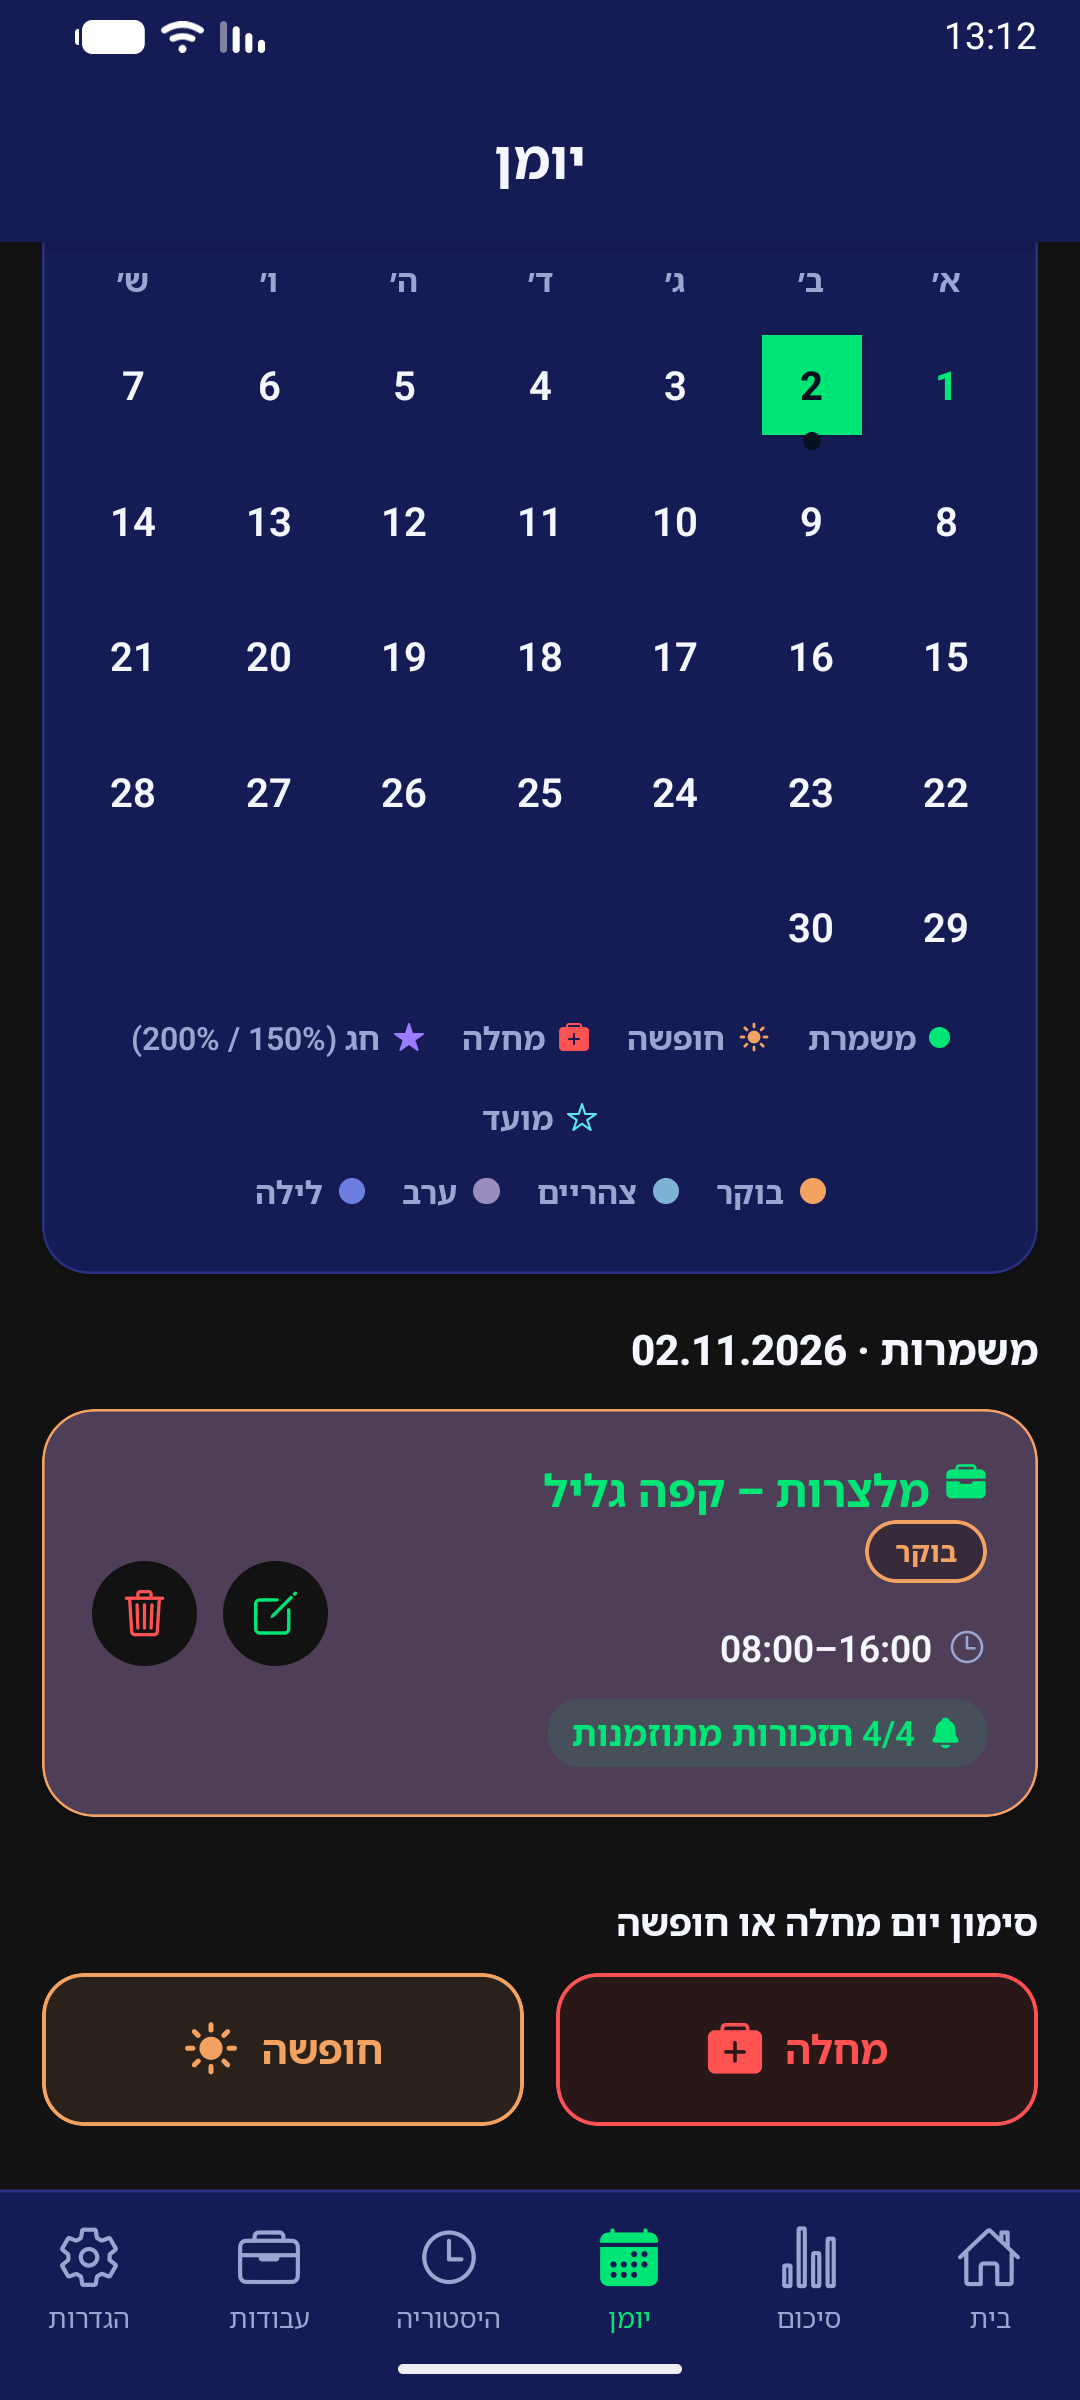 13:12
יומן
א׳ ב׳ ג׳ ד׳ ה׳ ו׳ ש׳
1 2 3 4 5 6 7
8 9 10 11 12 13 14
15 16 17 18 19 20 21
22 23 24 25 26 27 28
29 30
משמרת חופשה מחלה חג (150% / 200%)
מועד
בוקר צהריים ערב לילה
משמרות · 02.11.2026
מלצרות – קפה גליל
בוקר
08:00–16:00
4/4 תזכורות מתוזמנות
סימון יום מחלה או חופשה
מחלה חופשה
בית סיכום יומן היסטוריה עבודות הגדרות